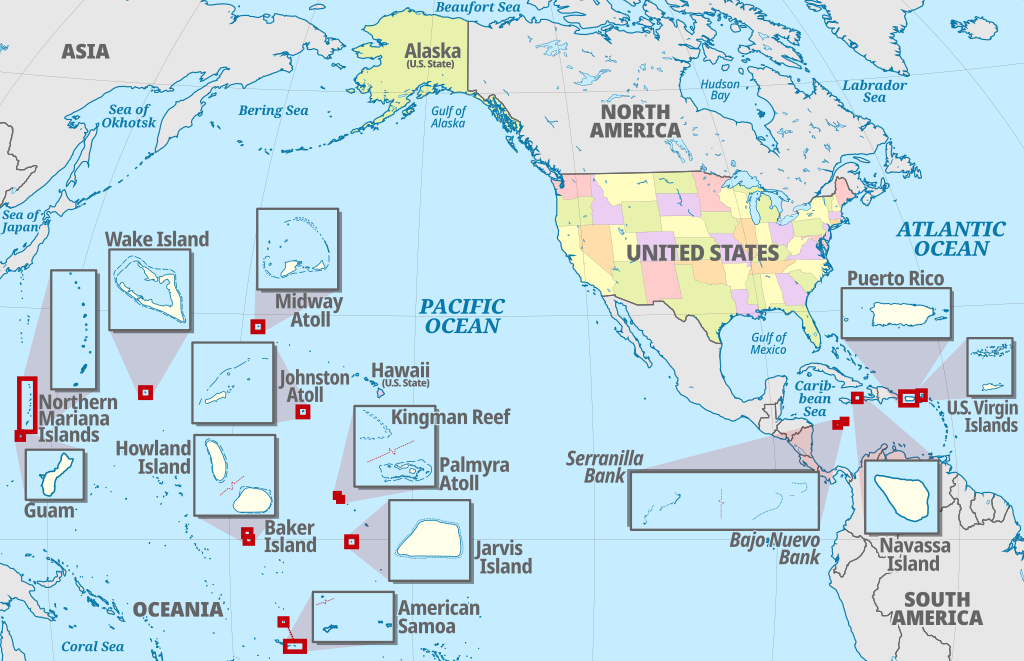 Beaufort Sea
ASIA
Alaska
(U.S. State)
Hudson
Bay
Labrador
Sea
Sea of
Okhotsk
Bering Sea
Gulf of
Alaska
NORTH
AMERICA
Sea of
Japan
Wake Island
ATLANTIC
OCEAN
UNITED STATES
Puerto Rico
Midway
Atoll
PACIFIC
OCEAN
Gulf of
Mexico
Hawaii
(U.S. State)
Johnston
Atoll
Carib-
bean
Sea
Northern
Mariana
Islands
U.S. Virgin
Islands
Kingman Reef
Howland
Island
Palmyra
Atoll
Serranilla
Bank
Guam
Baker
Island
Jarvis
Island
Bajo Nuevo
Bank
Navassa
Island
OCEANIA
American
Samoa
SOUTH
AMERICA
Coral Sea